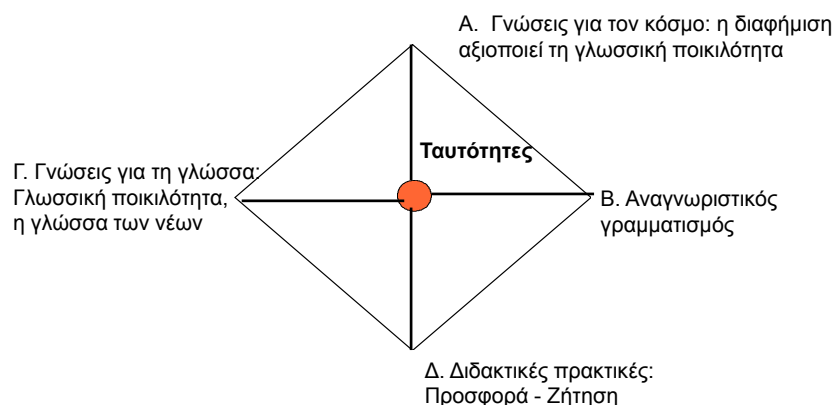 Α. Γνώσεις για τον κόσμο: η διαφήμιση
αξιοποιεί τη γλωσσική ποικιλότητα
Ταυτότητες
Γ. Γνώσεις για τη γλώσσα:
Γλωσσική ποικιλότητα,
η γλώσσα των νέων
Β. Αναγνωριστικός
γραμματισμός
Δ. Διδακτικές πρακτικές:
Προσφορά - Ζήτηση